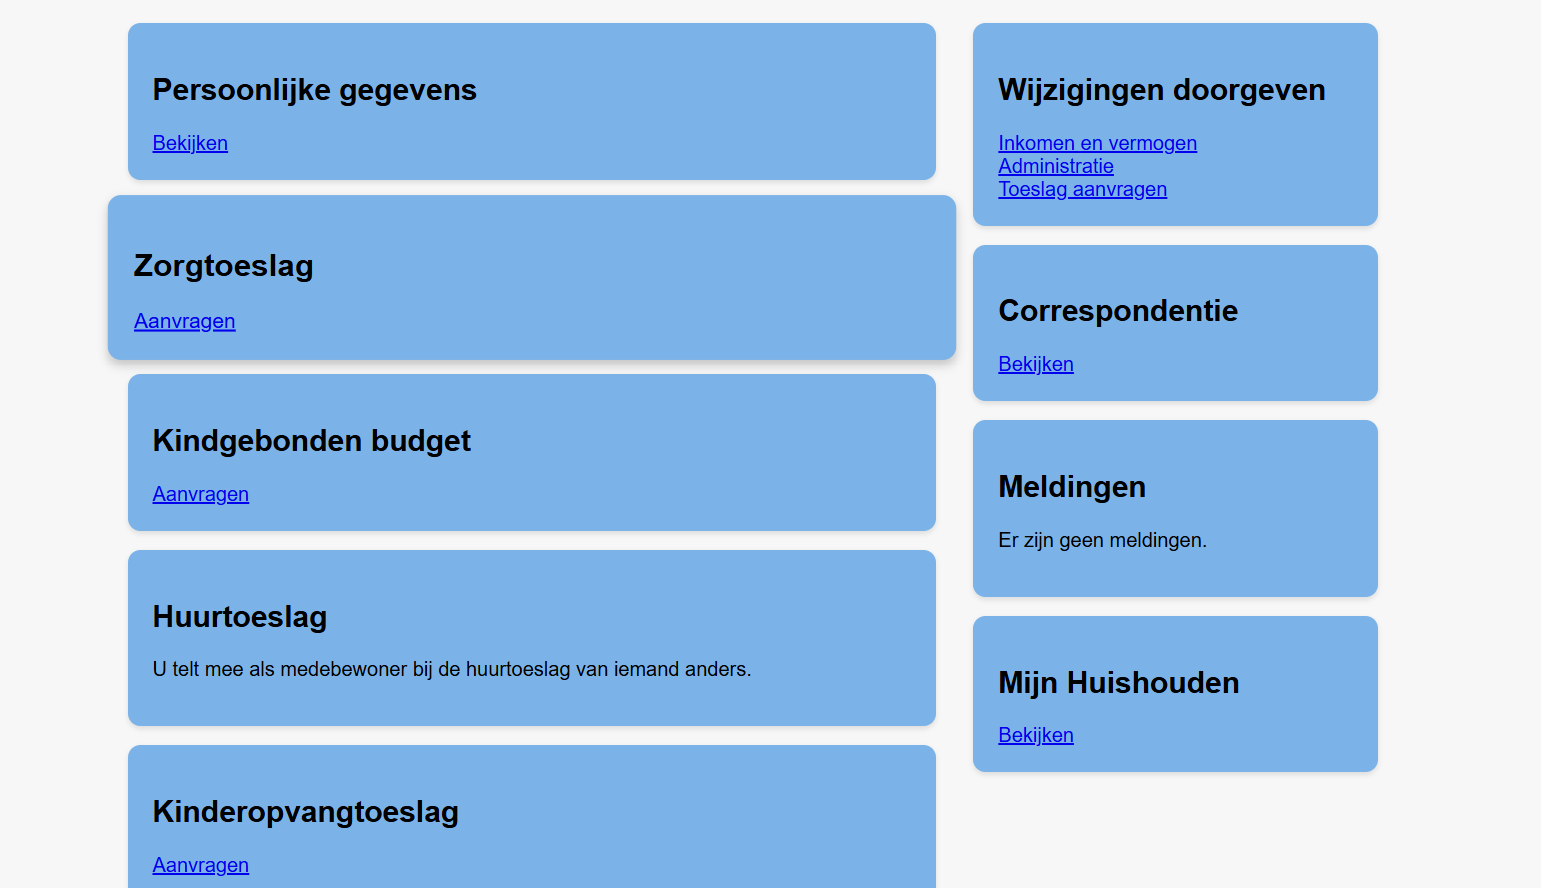 Persoonlijke gegevens
Bekijken
Zorgtoeslag
Aanvragen
Kindgebonden budget
Aanvragen
Huurtoeslag
U telt mee als medebewoner bij de huurtoeslag van iemand anders.
Kinderopvangtoeslag
Aanvragen
Wijzigingen doorgeven
Inkomen en vermogen
Administratie
Toeslag aanvragen
Correspondentie
Bekijken
Meldingen
Er zijn geen meldingen.
Mijn Huishouden
Bekijken